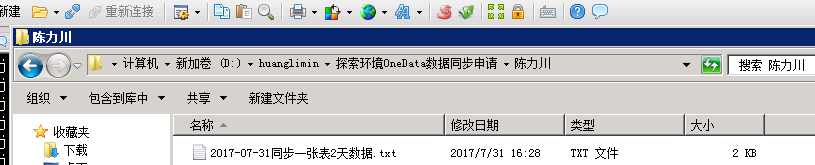 新建
重新连接
陈力川
计算机 新加卷 (D:) huanglimin 探索环境OneData数据同步申请 陈力川
搜索 陈力川
组织 包含到库中 共享 新建文件夹
收藏夹
名称 修改日期 类型 大小
下载
2017-07-31同步一张表2天数据.txt 2017/7/31 16:28 TXT 文件 2 KB